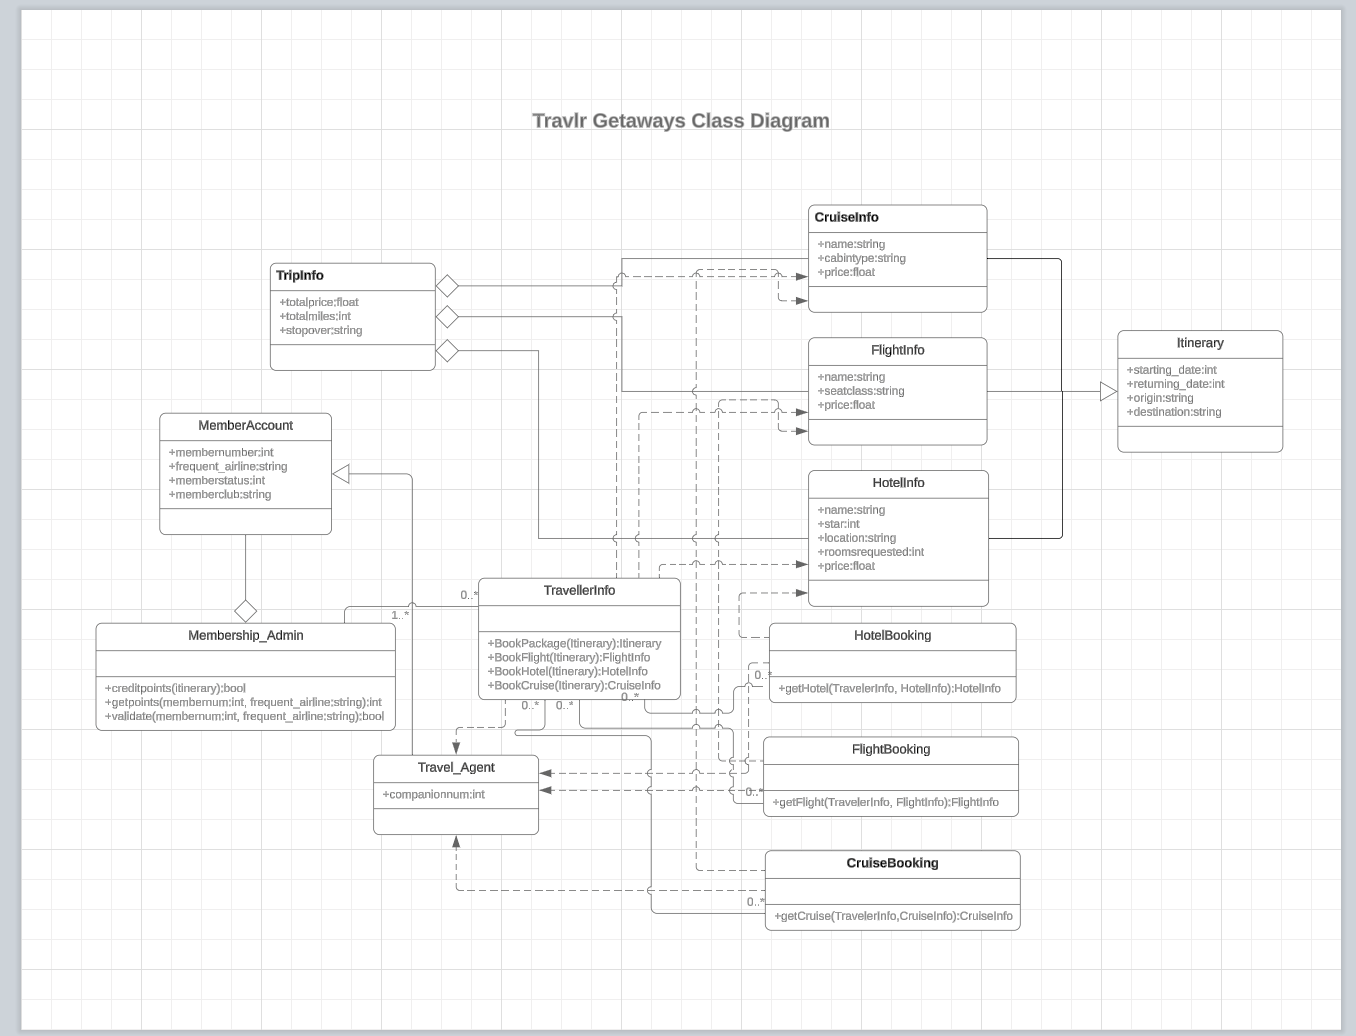 Travlr Getaways Class Diagram
CruiseInfo
+name:string
+cabintype:string
+price:float
TripInfo
+totalprice:float
+totalmiles:int
+stopover:string
FlightInfo
+name:string
+seatclass:string
+price:float
Itinerary
+starting_date:int
+returning_date:int
+origin:string
+destination:string
MemberAccount
+membernumber:int
+frequent_airline:string
+memberstatus:int
+memberclub:string
HotelInfo
+name:string
+star:int
+location:string
+roomsrequested:int
+price:float
TravellerInfo
0..*
1..*
+BookPackage(Itinerary):Itinerary
+BookFlight(Itinerary):FlightInfo
+BookHotel(Itinerary):HotelInfo
+BookCruise(Itinerary):CruiseInfo
0..*
0..*
0..*
Membership_Admin
+creditpoints(itinerary):bool
+getpoints(membernum:int, frequent_airline:string):int
+validate(membernum:int, frequent_airline:string):bool
HotelBooking
0..*
+getHotel(TravelerInfo, HotelInfo):HotelInfo
FlightBooking
0..*
+getFlight(TravelerInfo, FlightInfo):FlightInfo
Travel_Agent
+companionnum:int
CruiseBooking
0..*
+getCruise(TravelerInfo,CruiseInfo):CruiseInfo